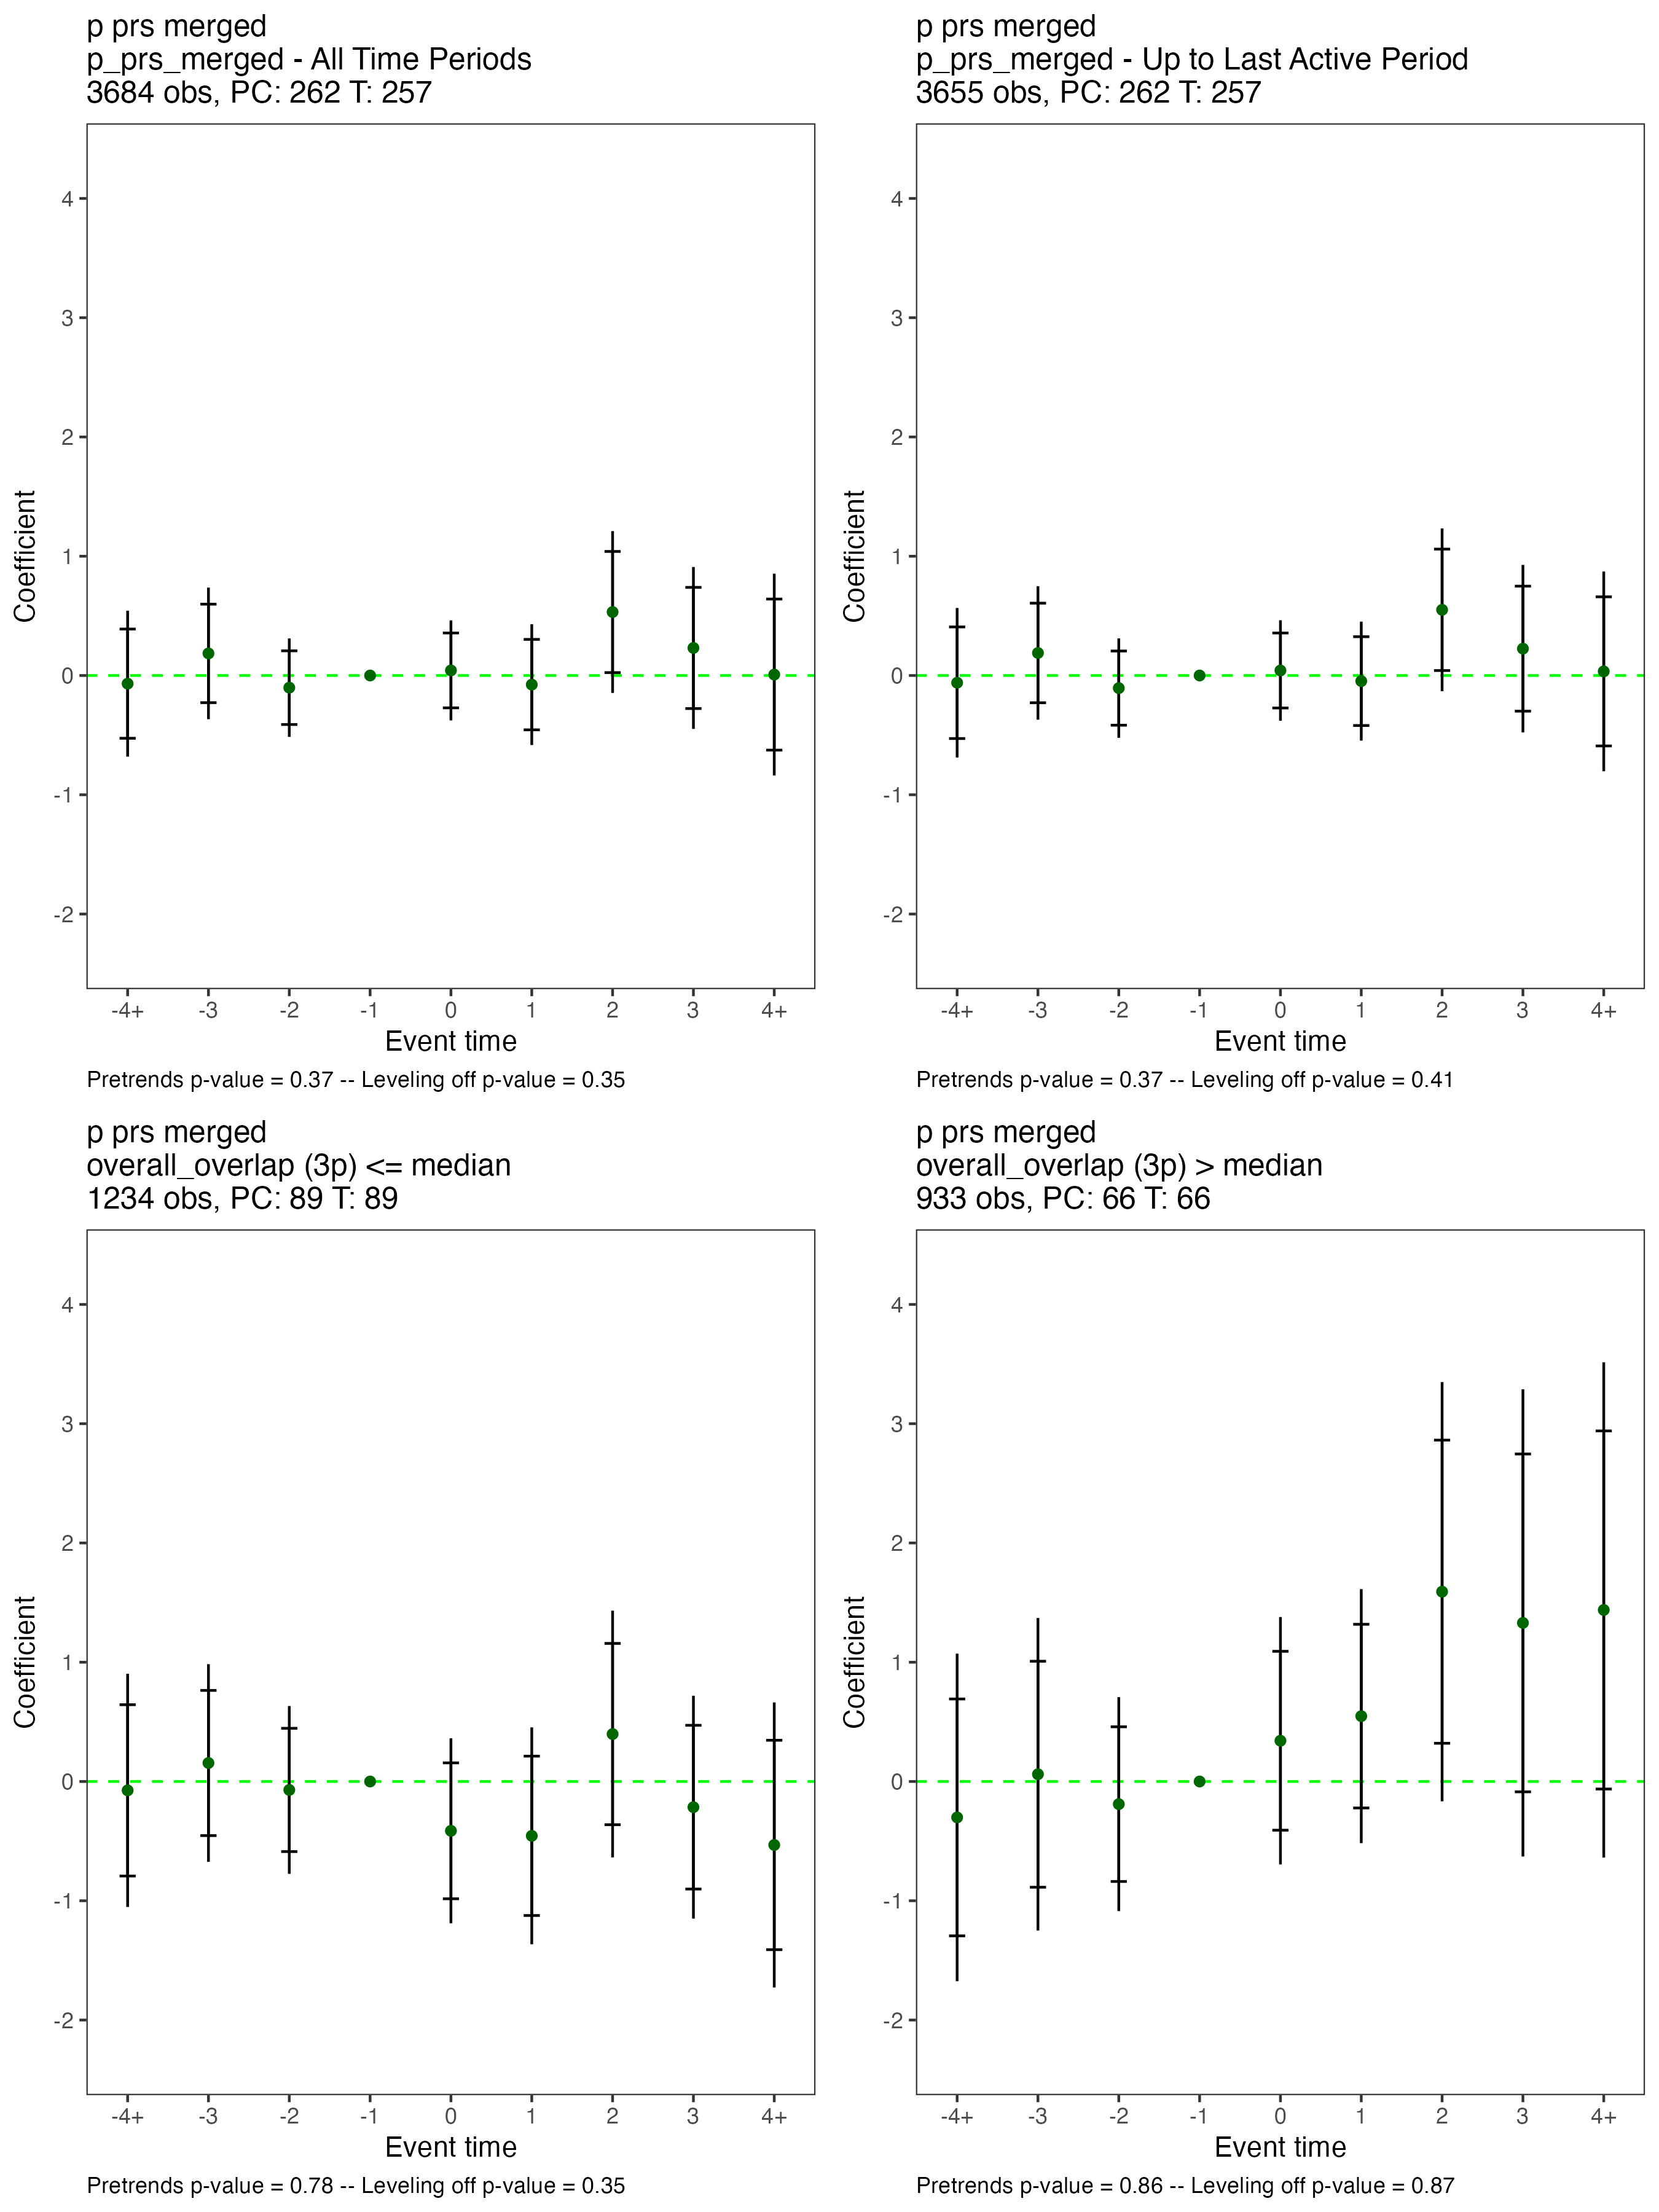 p prs merged
p_prs_merged - All Time Periods
3684 obs, PC: 262 T: 257
4
3
2
1
0
-1
-2
Coefficient
-4+ -3 -2 -1 0 1 2 3 4+
Event time
Pretrends p-value = 0.37 -- Leveling off p-value = 0.35
p prs merged
p_prs_merged - Up to Last Active Period
3655 obs, PC: 262 T: 257
4
3
2
1
0
-1
-2
Coefficient
-4+ -3 -2 -1 0 1 2 3 4+
Event time
Pretrends p-value = 0.37 -- Leveling off p-value = 0.41
p prs merged
overall_overlap (3p) <= median
1234 obs, PC: 89 T: 89
4
3
2
1
0
-1
-2
Coefficient
-4+ -3 -2 -1 0 1 2 3 4+
Event time
Pretrends p-value = 0.78 -- Leveling off p-value = 0.35
p prs merged
overall_overlap (3p) > median
933 obs, PC: 66 T: 66
4
3
2
1
0
-1
-2
Coefficient
-4+ -3 -2 -1 0 1 2 3 4+
Event time
Pretrends p-value = 0.86 -- Leveling off p-value = 0.87